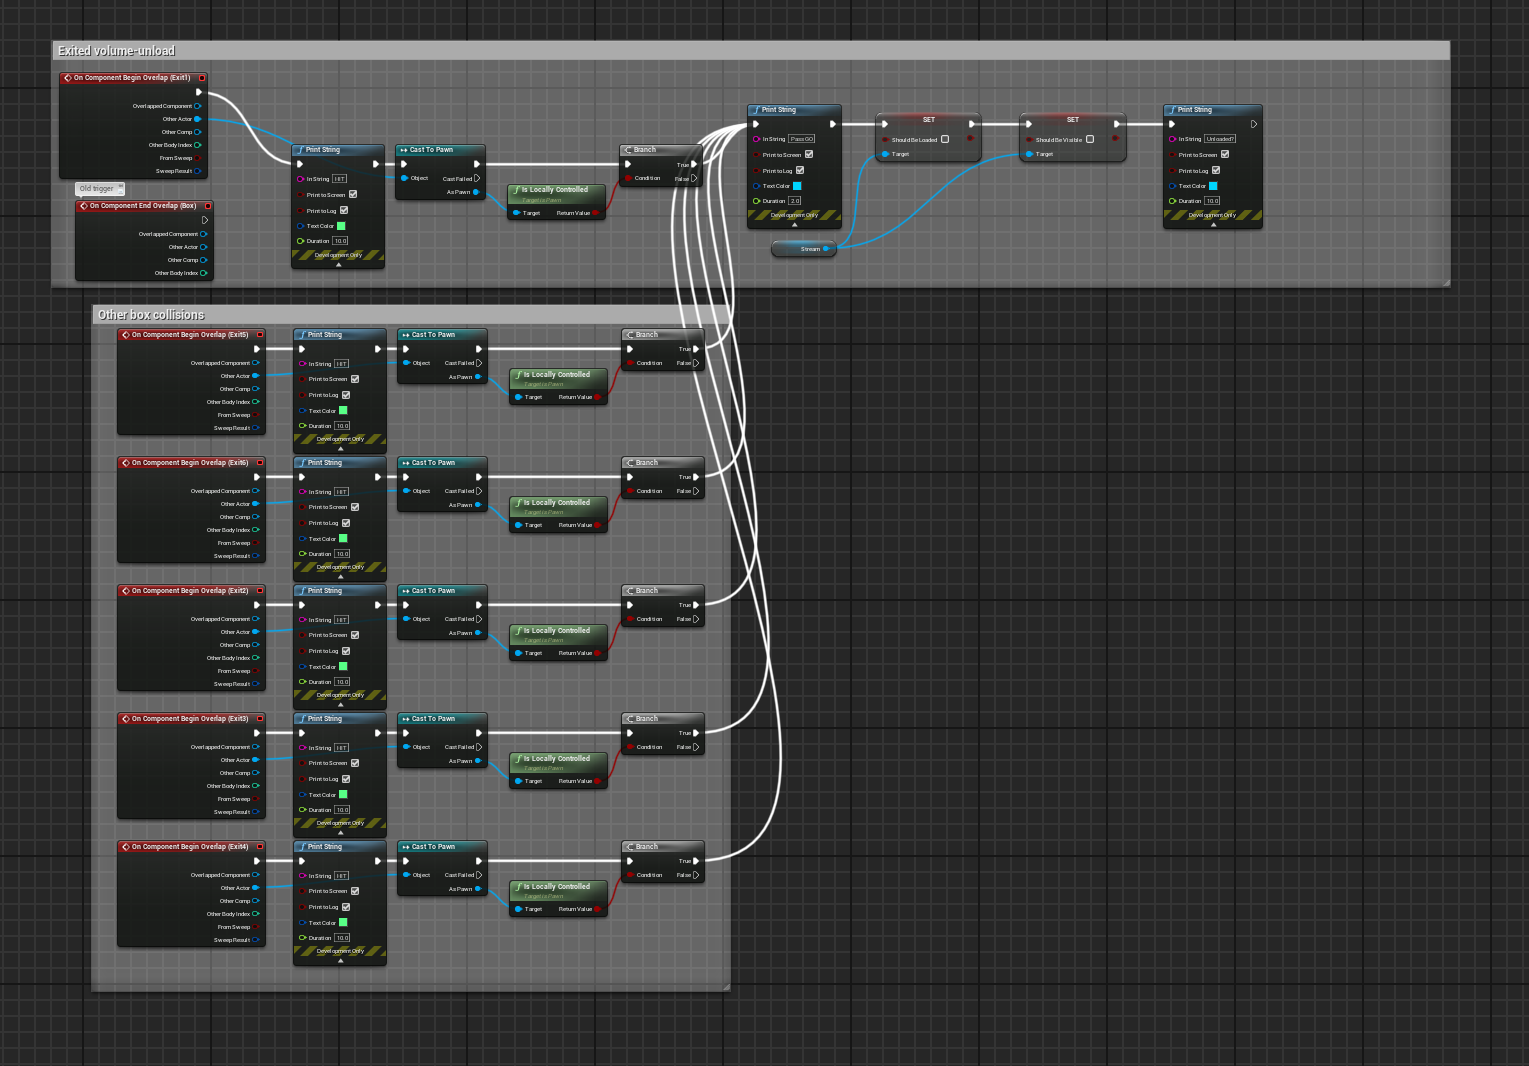 Exited volume-unload
On Component Begin Overlap (Exit1)
Overlapped Component
Other Actor
Other Comp
Other Body Index
From Sweep
Sweep Result
Old trigger
On Component End Overlap (Box)
Overlapped Component
Other Actor
Other Comp
Other Body Index
Print String
In String HIT
Print to Screen
Print to Log
Text Color
Duration 10.0
Development Only
Cast To Pawn
Object Cast Failed
As Pawn
Is Locally Controlled
Target is Pawn
Target Return Value
Branch
True
Condition False
Print String
In String Pass GO
Print to Screen
Print to Log
Text Color
Duration 2.0
Development Only
Stream
SET
Should Be Loaded
Target
SET
Should Be Visible
Target
Print String
In String Unloaded?
Print to Screen
Print to Log
Text Color
Duration 10.0
Development Only
Other box collisions
On Component Begin Overlap (Exit5)
Overlapped Component
Other Actor
Other Comp
Other Body Index
From Sweep
Sweep Result
Print String
In String HIT
Print to Screen
Print to Log
Text Color
Duration 10.0
Development Only
Cast To Pawn
Object Cast Failed
As Pawn
Is Locally Controlled
Target is Pawn
Target Return Value
Branch
True
Condition False
On Component Begin Overlap (Exit6)
Overlapped Component
Other Actor
Other Comp
Other Body Index
From Sweep
Sweep Result
Print String
In String HIT
Print to Screen
Print to Log
Text Color
Duration 10.0
Development Only
Cast To Pawn
Object Cast Failed
As Pawn
Is Locally Controlled
Target is Pawn
Target Return Value
Branch
True
Condition False
On Component Begin Overlap (Exit2)
Overlapped Component
Other Actor
Other Comp
Other Body Index
From Sweep
Sweep Result
Print String
In String HIT
Print to Screen
Print to Log
Text Color
Duration 10.0
Development Only
Cast To Pawn
Object Cast Failed
As Pawn
Is Locally Controlled
Target is Pawn
Target Return Value
Branch
True
Condition False
On Component Begin Overlap (Exit3)
Overlapped Component
Other Actor
Other Comp
Other Body Index
From Sweep
Sweep Result
Print String
In String HIT
Print to Screen
Print to Log
Text Color
Duration 10.0
Development Only
Cast To Pawn
Object Cast Failed
As Pawn
Is Locally Controlled
Target is Pawn
Target Return Value
Branch
True
Condition False
On Component Begin Overlap (Exit4)
Overlapped Component
Other Actor
Other Comp
Other Body Index
From Sweep
Sweep Result
Print String
In String HIT
Print to Screen
Print to Log
Text Color
Duration 10.0
Development Only
Cast To Pawn
Object Cast Failed
As Pawn
Is Locally Controlled
Target is Pawn
Target Return Value
Branch
True
Condition False